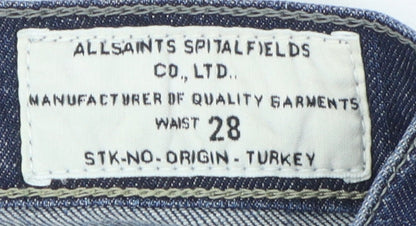 ALLSAINTS SPITALFIELDS
CO., LTD..
MANUFACTURER OF QUALITY GARMENTS
WAIST 28
STK-NO-ORIGIN - TURKEY